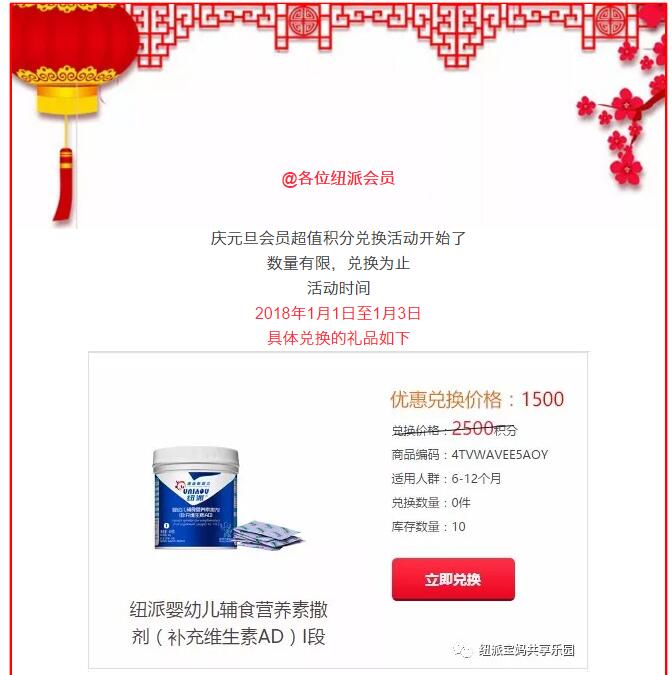 @各位纽派会员
庆元旦会员超值积分兑换活动开始了
数量有限，兑换为止
活动时间
2018年1月1日至1月3日
具体兑换的礼品如下
优惠兑换价格：1500
兑换价格：2500积分
商品编码：4TVWAVEE5AOY
适用人群：6-12个月
兑换数量：0件
库存数量：10
立即兑换
纽派
纽派婴幼儿辅食营养素撒
剂（补充维生素AD）I段
纽派宝妈共享乐园